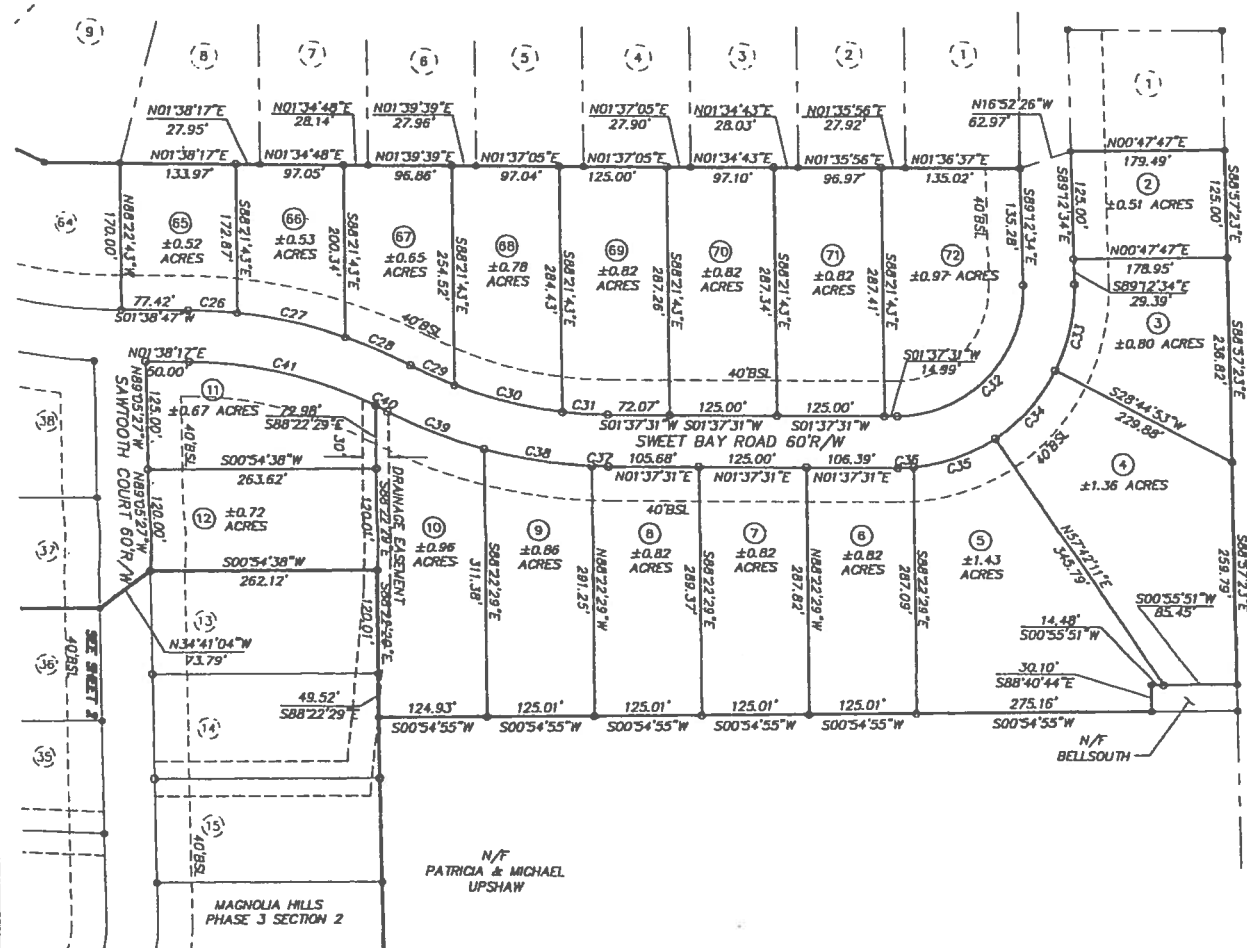 9
8
7
6
5
4
3
2
1
1
N01°38'17"E
27.95'
N01°34'48"E
28.14'
N01°39'39"E
27.96'
N01°37'05"E
27.90'
N01°34'43"E
28.03'
N01°35'56"E
27.92'
N16°52'26"W
62.97'
N01°38'17"E
133.97'
N01°34'48"E
97.05'
N01°39'39"E
96.86'
N01°37'05"E
97.04'
N01°37'05"E
125.00'
N01°34'43"E
97.10'
N01°35'56"E
96.97'
N01°36'37"E
135.02'
N00°47'47"E
179.49'
64
N88°22'43"W
170.00'
65
±0.52
ACRES
S88°21'43"E
172.87'
66
±0.53
ACRES
S88°21'43"E
200.34'
67
±0.65
ACRES
S88°21'43"E
254.52'
68
±0.78
ACRES
S88°21'43"E
284.43'
69
±0.82
ACRES
S88°21'43"E
287.26'
70
±0.82
ACRES
S88°21'43"E
287.34'
71
±0.82
ACRES
S88°21'43"E
287.41'
72
±0.97 ACRES
40'BSL
S89°12'34"E
135.28'
S89°12'34"E
125.00'
2
±0.51 ACRES
S88°57'23"E
125.00'
N00°47'47"E
178.95'
S89°12'34"E
29.39'
3
±0.80 ACRES
S88°57'23"E
236.82'
77.42'
S01°38'47"W
C26
C27
C28
C29
C30
C31
40'BSL
40'BSL
72.07'
S01°37'31"W
125.00'
S01°37'31"W
125.00'
S01°37'31"W
S01°37'31"W
14.99'
C32
C33
C34
C35
SWEET BAY ROAD 60'R/W
N01°38'17"E
50.00'
C41
C40
C39
C38
C37
105.68'
N01°37'31"E
125.00'
N01°37'31"E
106.39'
N01°37'31"E
C36
40'BSL
40'BSL
S28°44'53"W
229.88'
4
±1.36 ACRES
S88°57'23"E
259.79'
SAWTOOTH COURT 60'R/W
N89°05'27"W
125.00'
N89°05'27"W
120.00'
11
±0.67 ACRES
79.98'
S88°22'29"E
30'
40'BSL
S00°54'38"W
263.62'
12
±0.72
ACRES
S00°54'38"W
262.12'
DRAINAGE EASEMENT
S88°22'29"E
120.01'
S88°22'29"E
120.01'
10
±0.96
ACRES
S88°22'29"E
311.38'
9
±0.86
ACRES
N88°22'29"W
291.25'
8
±0.82
ACRES
S88°22'29"E
289.37'
7
±0.82
ACRES
N88°22'29"W
287.82'
6
±0.82
ACRES
S88°22'29"E
287.09'
5
±1.43
ACRES
N57°42'11"E
345.79'
S00°55'51"W
85.45'
14.48'
S00°55'51"W
30.10'
S88°40'44"E
38
37
36
35
SEE SHEET 2
40'BSL
13
N34°41'04"W
73.79'
14
49.52'
S88°22'29"
124.93'
S00°54'55"W
125.01'
S00°54'55"W
125.01'
S00°54'55"W
125.01'
S00°54'55"W
125.01'
S00°54'55"W
275.16'
S00°54'55"W
N/F
BELLSOUTH
15
40'BSL
N/F
PATRICIA & MICHAEL
UPSHAW
MAGNOLIA HILLS
PHASE 3 SECTION 2